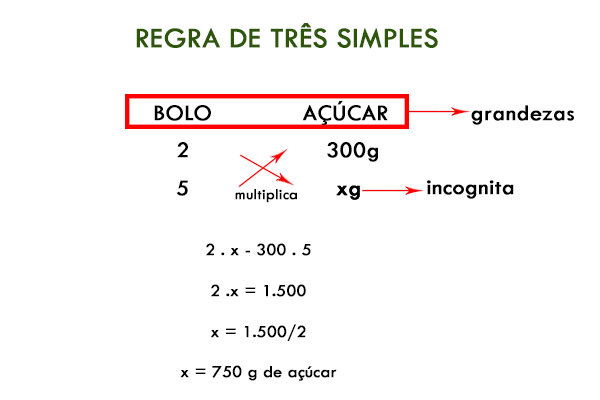 REGRA DE TRÊS SIMPLES
BOLO AÇÚCAR grandezas
2 300g
5 multiplica xg incognita
2 . x - 300 . 5
2 .x = 1.500
x = 1.500/2
x = 750 g de açúcar